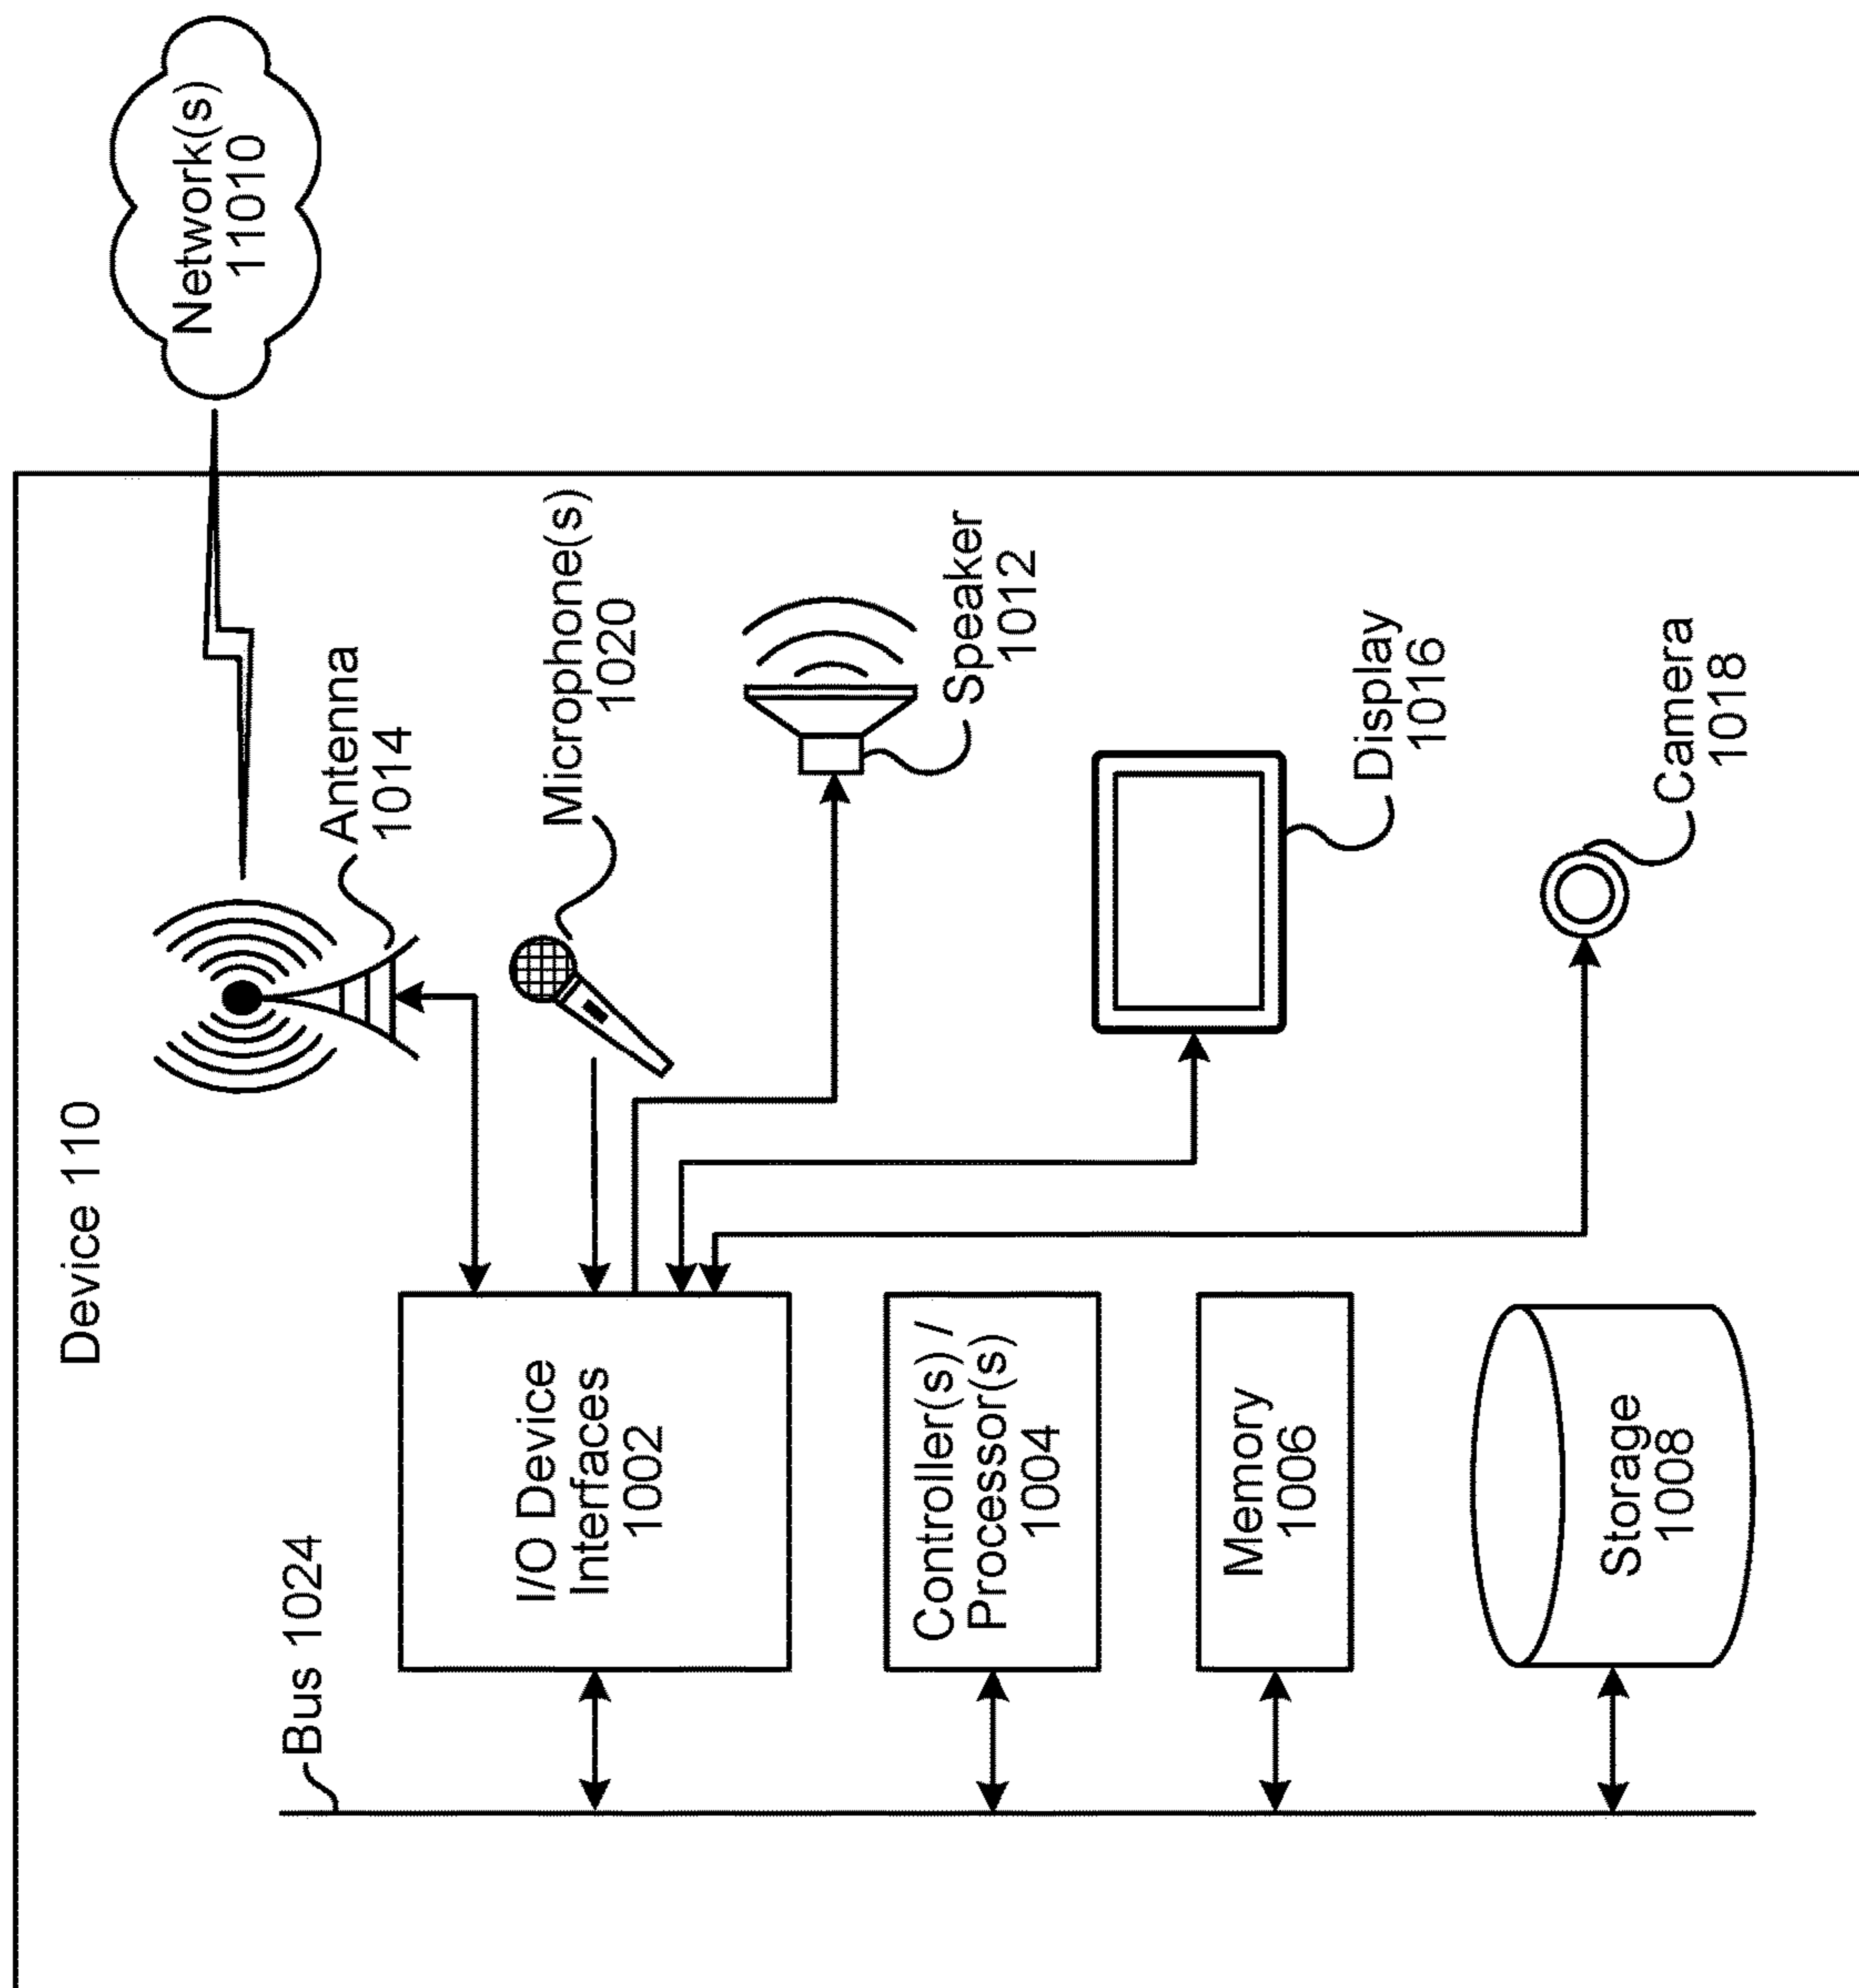 Device 110
Network(s)
11010
Antenna
1014
Bus 1024
I/O Device
Interfaces
1002
Microphone(s)
1020
Speaker
1012
Controller(s) /
Processor(s)
1004
Display
1016
Memory
1006
Camera
1018
Storage
1008